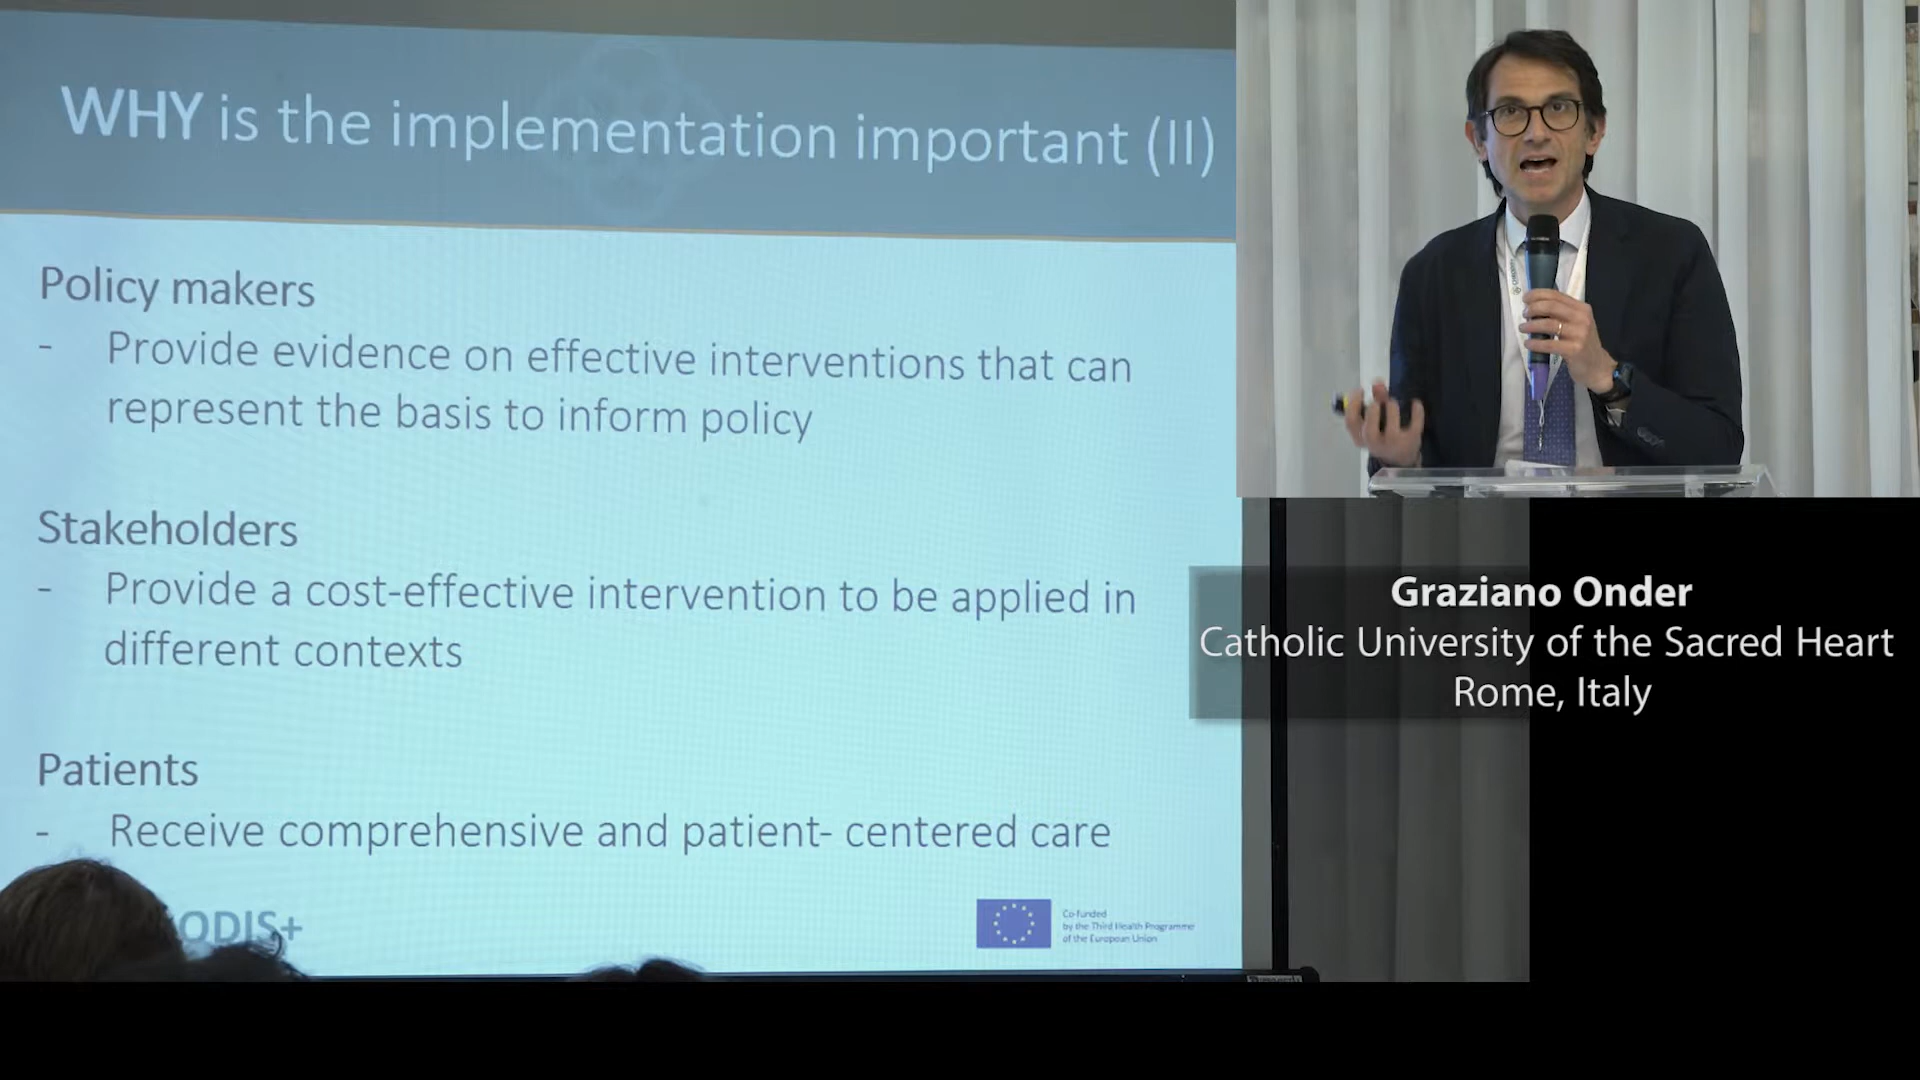 WHY is the implementation important (II)
Policy makers
- Provide evidence on effective interventions that can
represent the basis to inform policy
Stakeholders
- Provide a cost-effective intervention to be applied in
different contexts
Patients
- Receive comprehensive and patient- centered care
ODIS+
Co-funded
by the Third Health Programme
of the European Union
Graziano Onder
Catholic University of the Sacred Heart
Rome, Italy